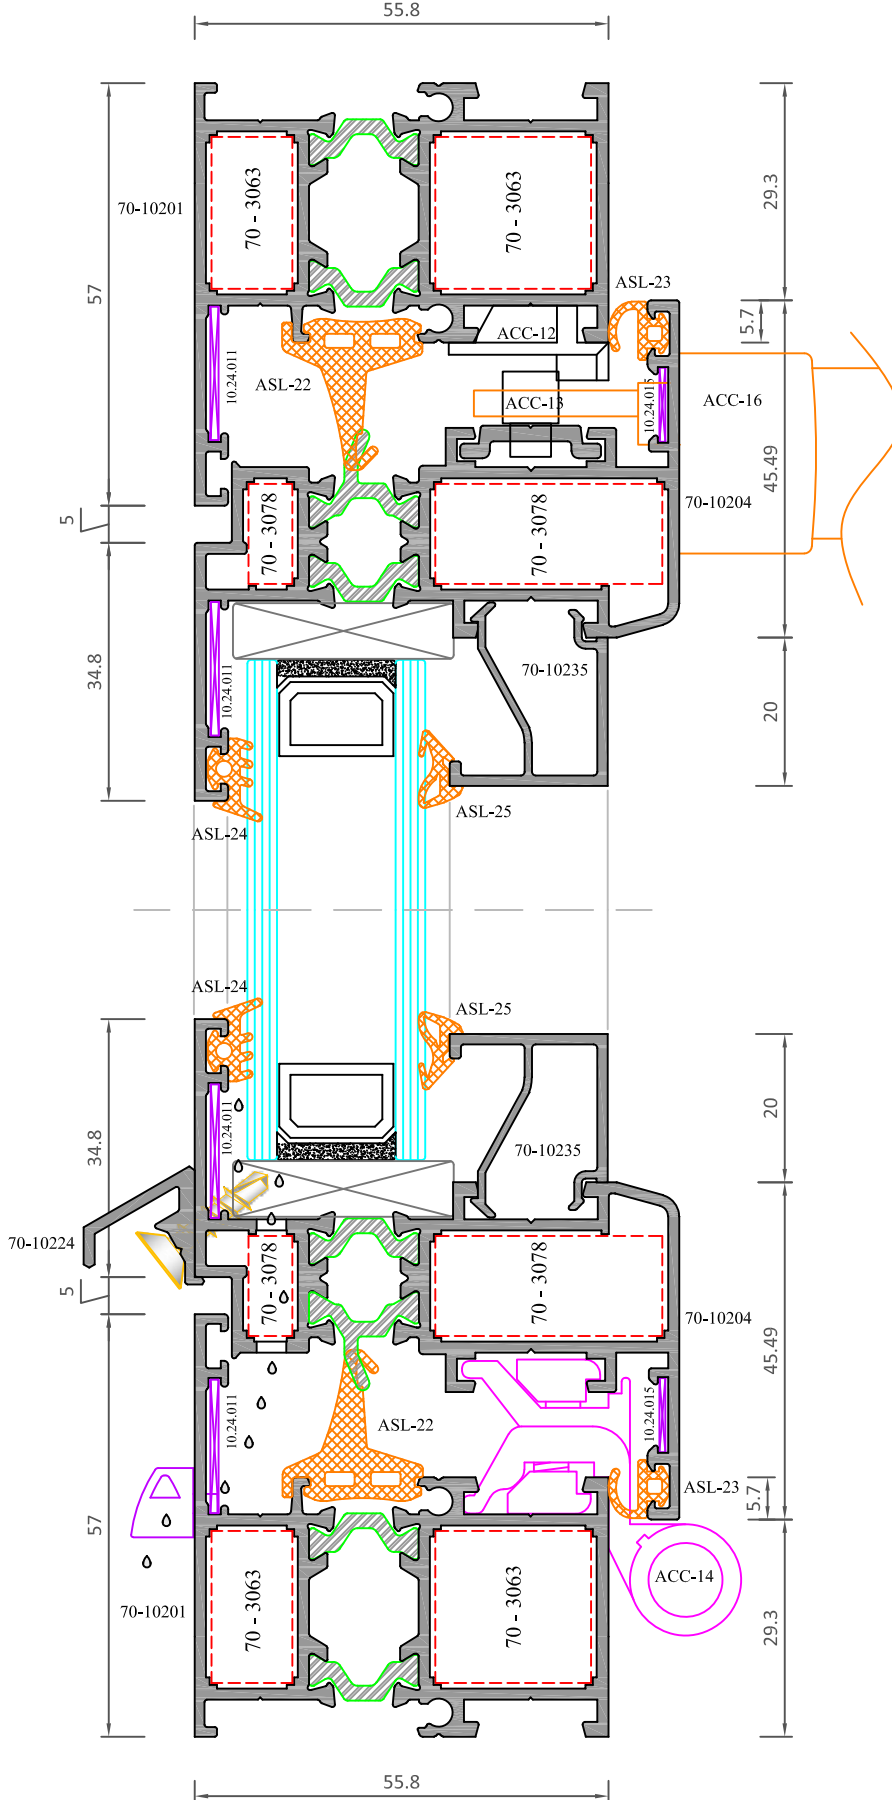 55.8
70-10201
70 - 3063
70 - 3063
29.3
57
ASL-23
5.7
ACC-12
10.24.011
ASL-22
ACC-13
10.24.015
ACC-16
45.49
5
70 - 3078
70 - 3078
70-10204
34.8
10.24.011
70-10235
20
ASL-24
ASL-25
ASL-24
ASL-25
34.8
10.24.011
70-10235
20
70-10224
5
70 - 3078
70 - 3078
70-10204
45.49
10.24.011
ASL-22
10.24.015
ASL-23
5.7
57
70-10201
70 - 3063
70 - 3063
ACC-14
29.3
55.8